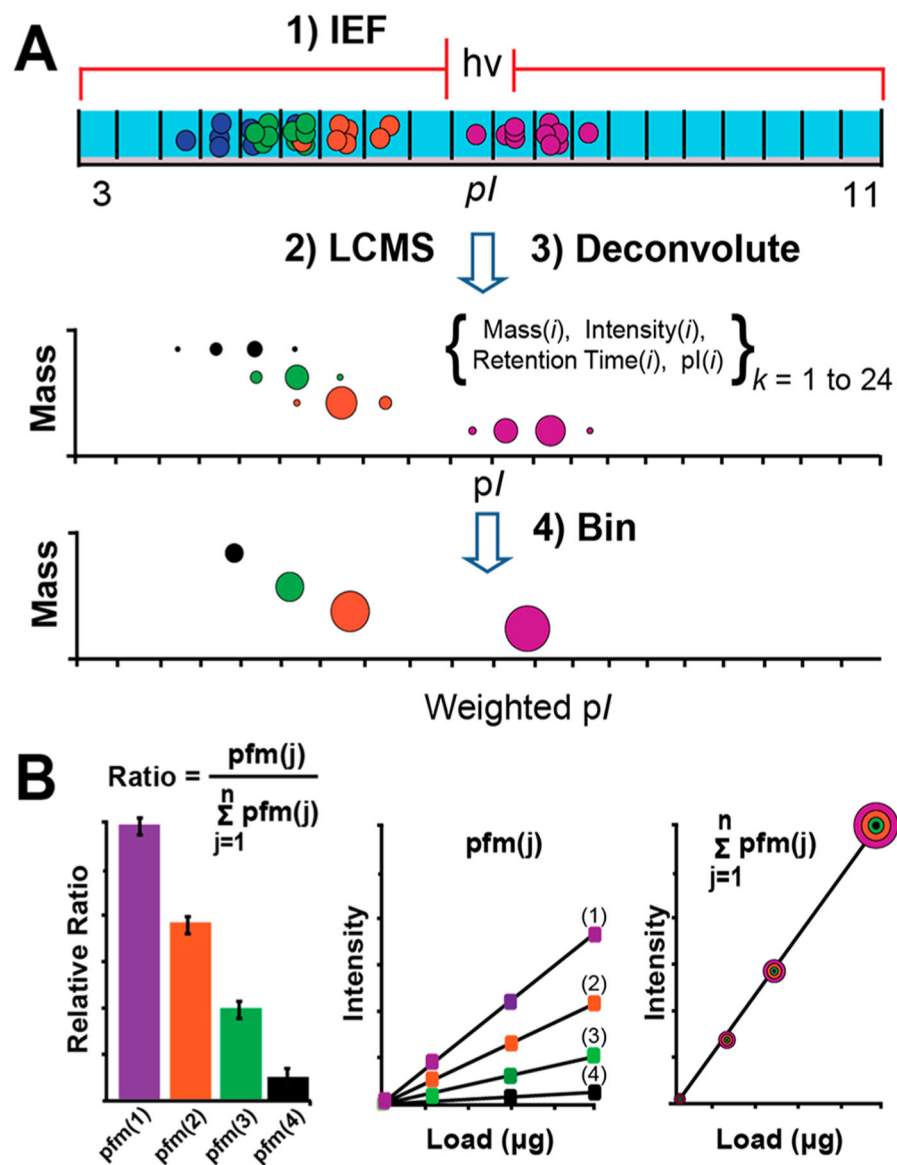 A
1) IEF
hv
3
pI
11
2) LCMS
3) Deconvolute
Mass
{ Mass(i), Intensity(i),
Retention Time(i), pI(i) } k = 1 to 24
pI
4) Bin
Mass
Weighted pI
B
Ratio = pfm(j)
n
Σ pfm(j)
j=1
Relative Ratio
pfm(1)
pfm(2)
pfm(3)
pfm(4)
pfm(j)
Intensity
(1)
(2)
(3)
(4)
Load (µg)
n
Σ pfm(j)
j=1
Intensity
Load (µg)